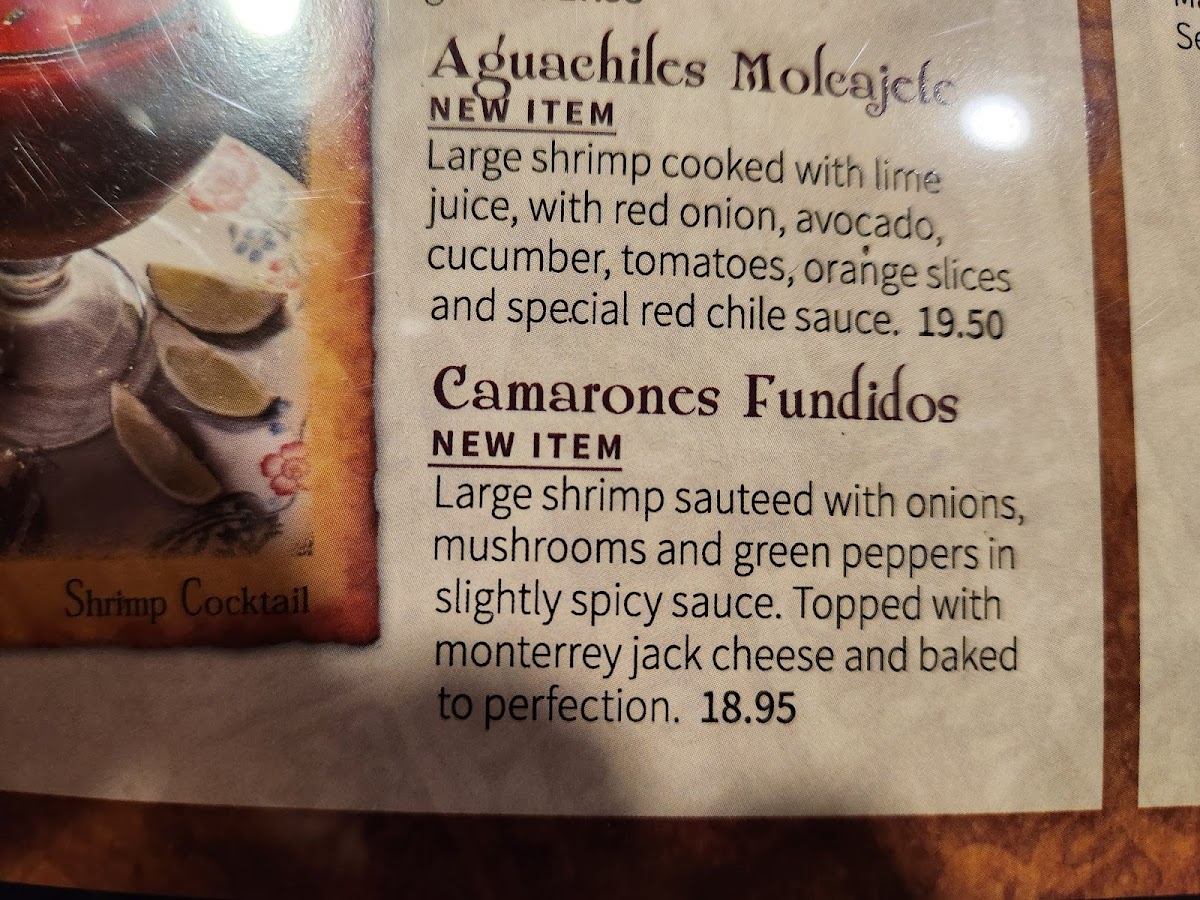 Aguachiles Molcajete
NEW ITEM
Large shrimp cooked with lime
juice, with red onion, avocado,
cucumber, tomatoes, orange slices
and special red chile sauce. 19.50
Camarones Fundidos
NEW ITEM
Large shrimp sauteed with onions,
mushrooms and green peppers in
slightly spicy sauce. Topped with
monterrey jack cheese and baked
to perfection. 18.95
Shrimp Cocktail